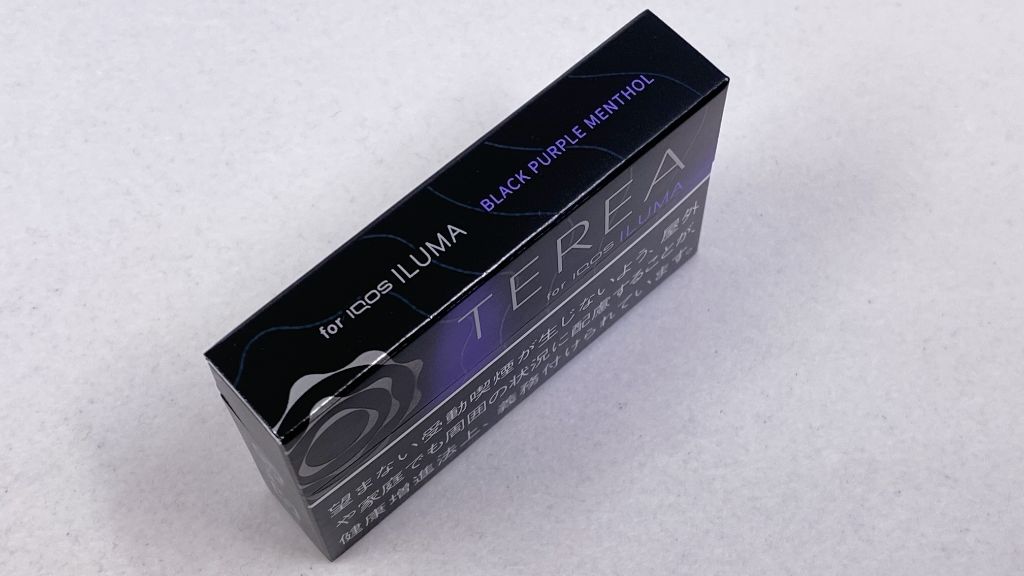 for IQOS ILUMA
BLACK PURPLE MENTHOL
TEREA
for IQOS ILUMA
望まない受動喫煙が生じないよう、屋外
や家庭でも周囲の状況に配慮することが、
健康増進法上、義務付けられています。